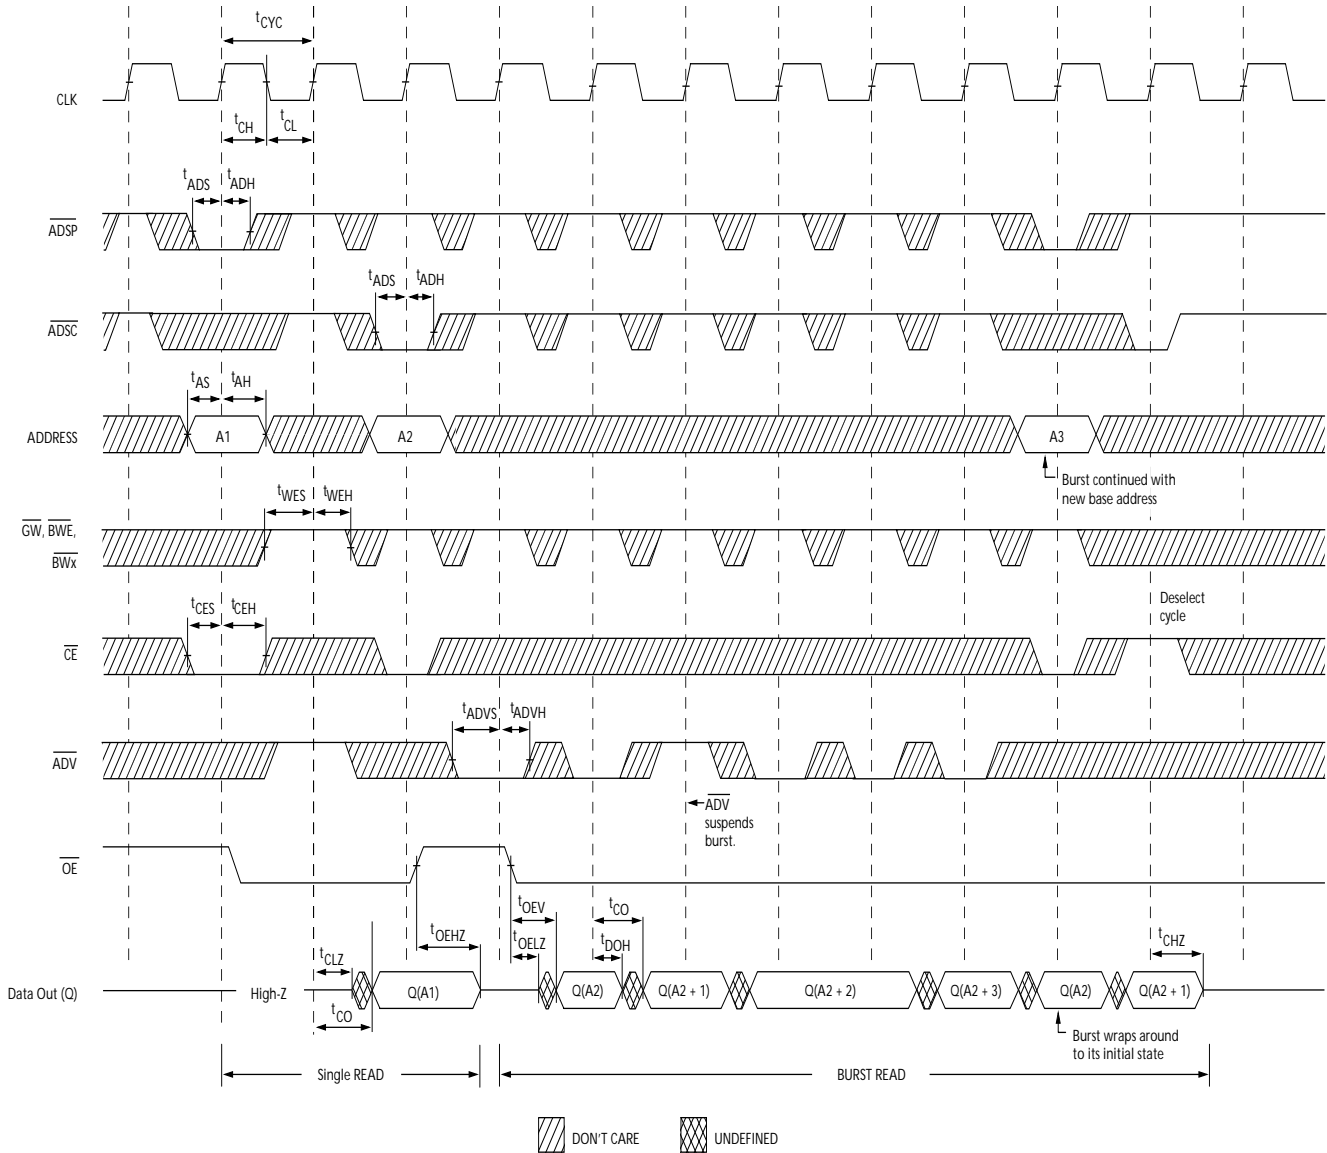 tCYC
CLK
tCH
tCL
tADS
tADH
ADSP
tADS
tADH
ADSC
tAS
tAH
ADDRESS
A1
A2
A3
Burst continued with
new base address
tWES
tWEH
GW, BWE,
BWx
Deselect
cycle
tCES
tCEH
CE
tADVS
tADVH
ADV
ADV
suspends
burst.
OE
tOEV
tCO
tOEHZ
tOELZ
tDOH
tCHZ
tCLZ
Data Out (Q)
High-Z
Q(A1)
Q(A2)
Q(A2 + 1)
Q(A2 + 2)
Q(A2 + 3)
Q(A2)
Q(A2 + 1)
tCO
Burst wraps around
to its initial state
Single READ
BURST READ
DON'T CARE
UNDEFINED